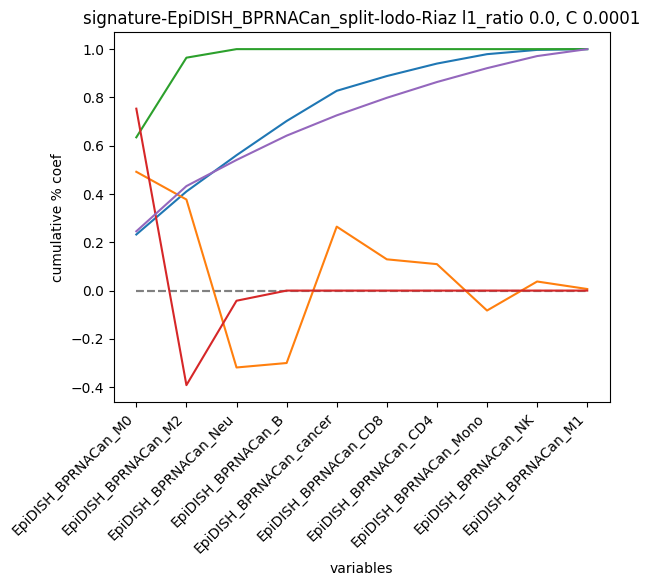 signature-EpiDISH_BPRNACan_split-lodo-Riaz l1_ratio 0.0, C 0.0001
cumulative % coef
1.0
0.8
0.6
0.4
0.2
0.0
−0.2
−0.4
EpiDISH_BPRNACan_M0
EpiDISH_BPRNACan_M2
EpiDISH_BPRNACan_Neu
EpiDISH_BPRNACan_B
EpiDISH_BPRNACan_cancer
EpiDISH_BPRNACan_CD8
EpiDISH_BPRNACan_CD4
EpiDISH_BPRNACan_Mono
EpiDISH_BPRNACan_NK
EpiDISH_BPRNACan_M1
variables